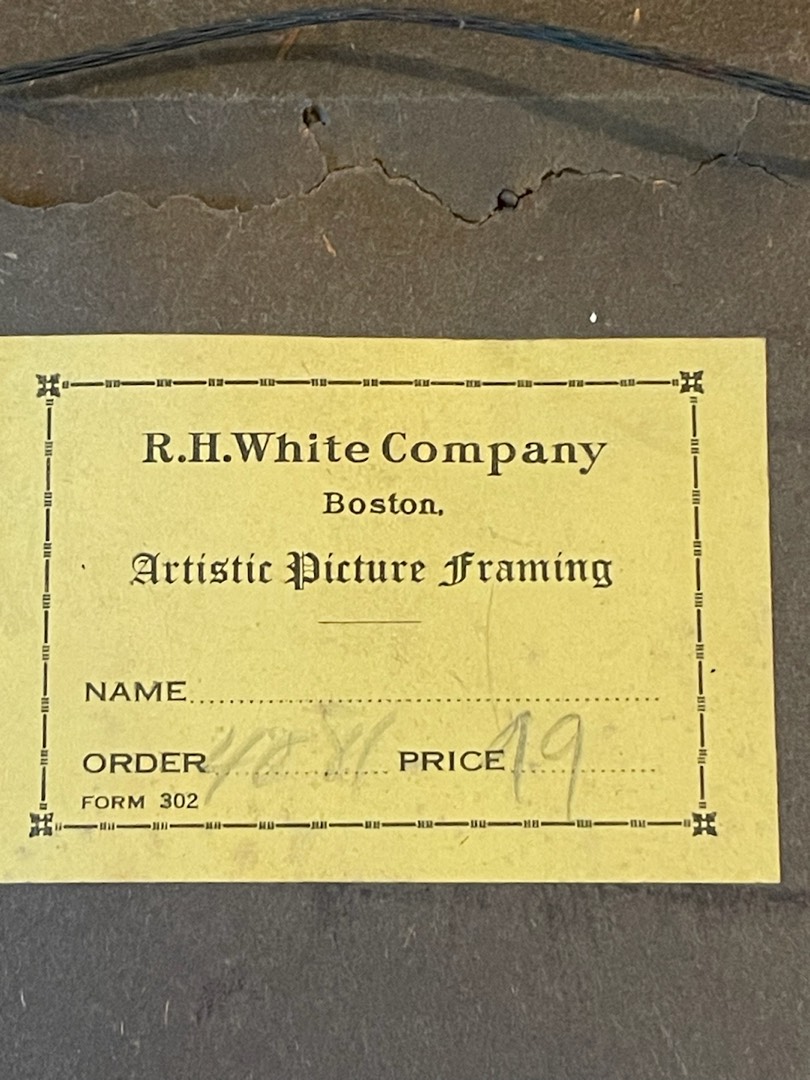 R.H.White Company
Boston,
Artistic Picture Framing
NAME
ORDER
PRICE 19
FORM 302